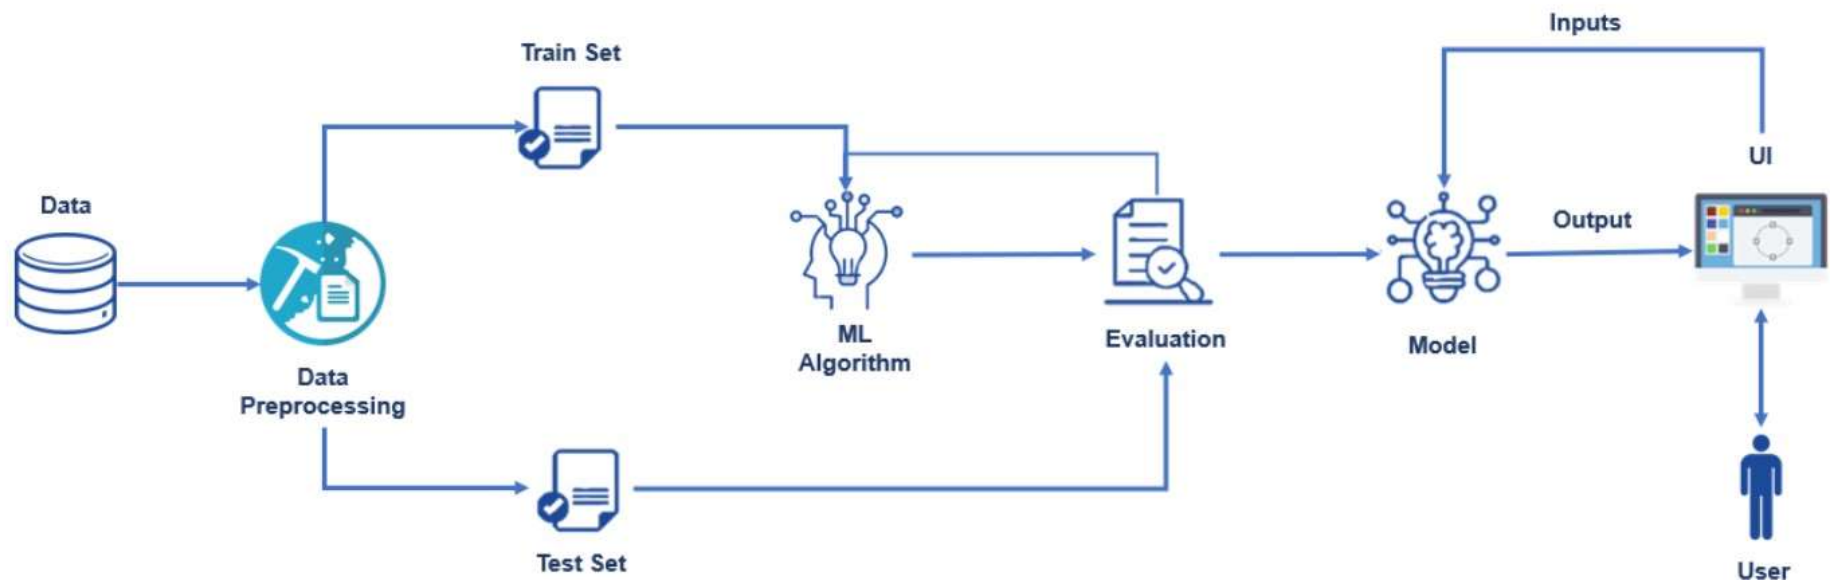 Inputs
Train Set
UI
Data
Output
ML
Algorithm
Evaluation
Model
Data
Preprocessing
Test Set
User